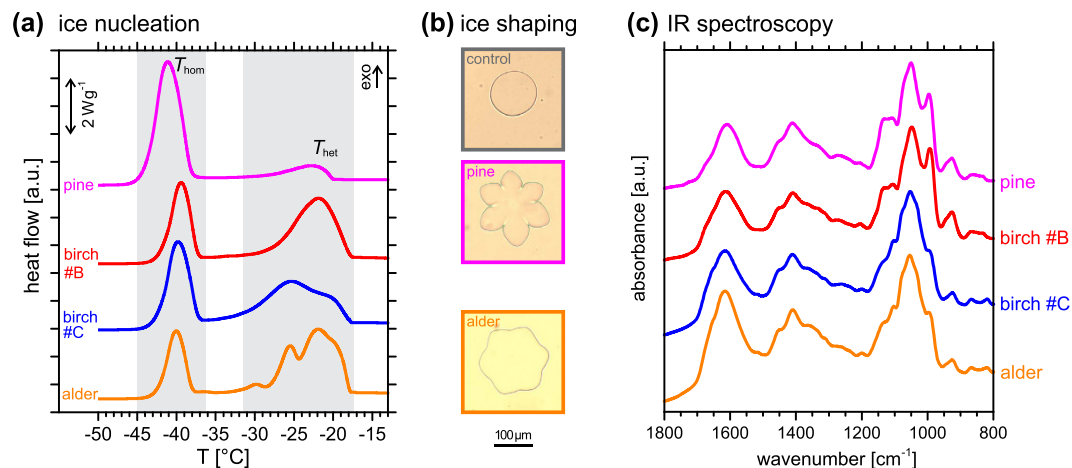 (a) ice nucleation
T_hom
T_het
exo
2 Wg⁻¹
pine
birch
#B
birch
#C
alder
heat flow [a.u.]
-50 -45 -40 -35 -30 -25 -20 -15
T [°C]
(b) ice shaping
control
pine
alder
100 µm
(c) IR spectroscopy
pine
birch #B
birch #C
alder
absorbance [a.u.]
1800 1600 1400 1200 1000 800
wavenumber [cm⁻¹]